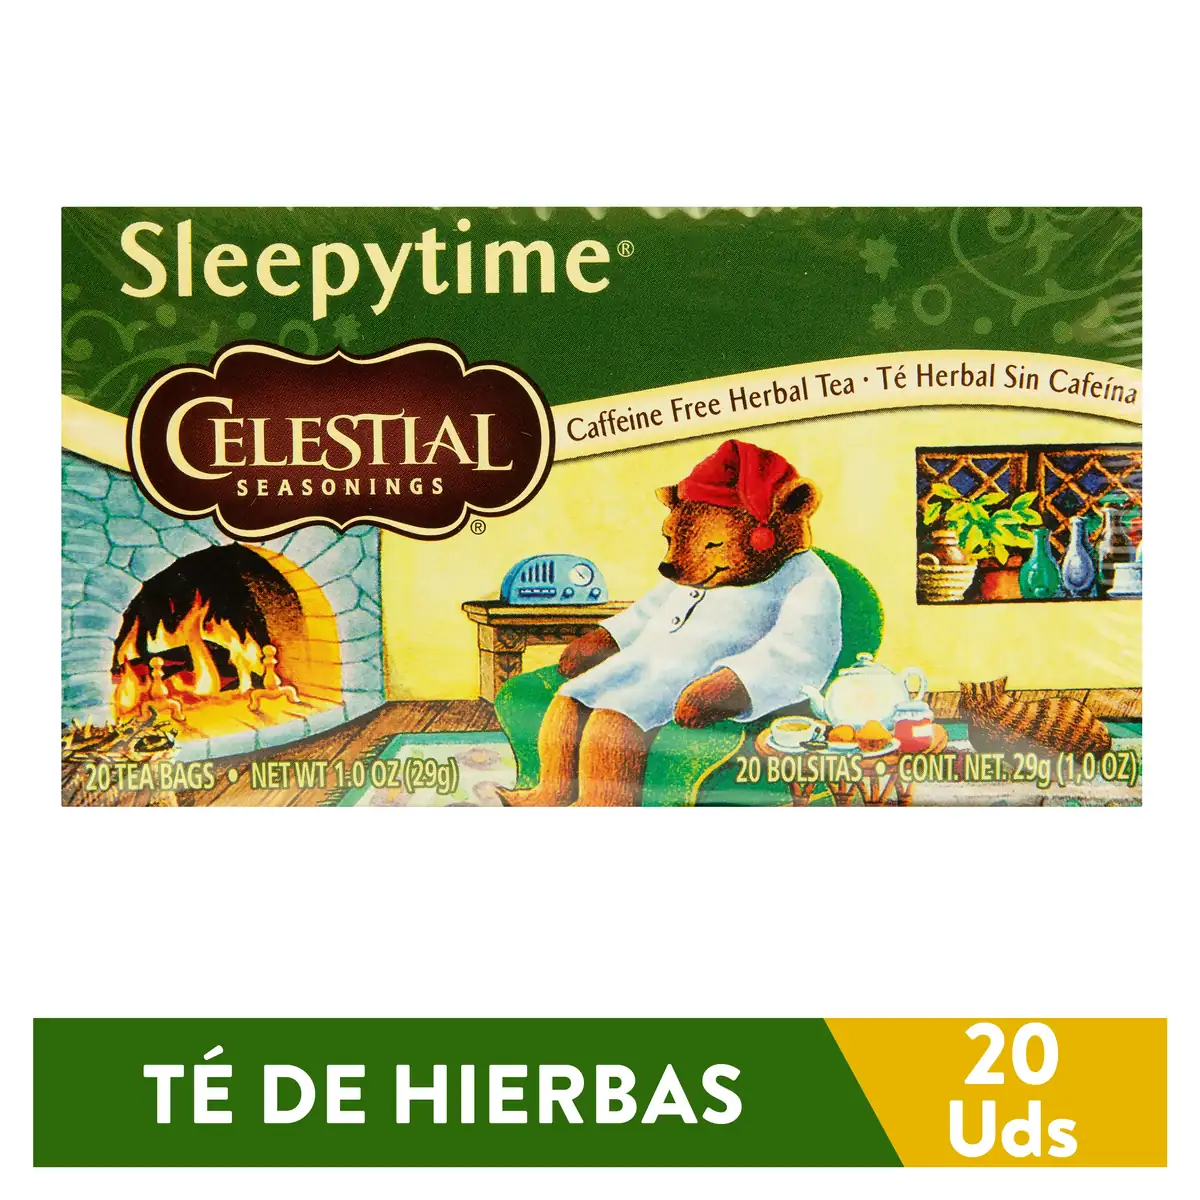 Sleepytime®
CELESTIAL
SEASONINGS
®
Caffeine Free Herbal Tea · Té Herbal Sin Cafeína
20 TEA BAGS • NET WT 1.0 OZ (29g)
20 BOLSITAS • CONT. NET. 29g (1,0 OZ)
TÉ DE HIERBAS
20
Uds